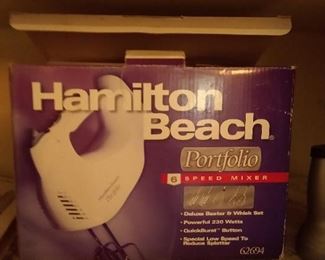 Hamilton
Beach®
Portfolio
6 SPEED MIXER
• Deluxe Beater & Whisk Set
• Powerful 230 Watts
• QuickBurst™ Button
• Special Low Speed To
Reduce Splatter
62694